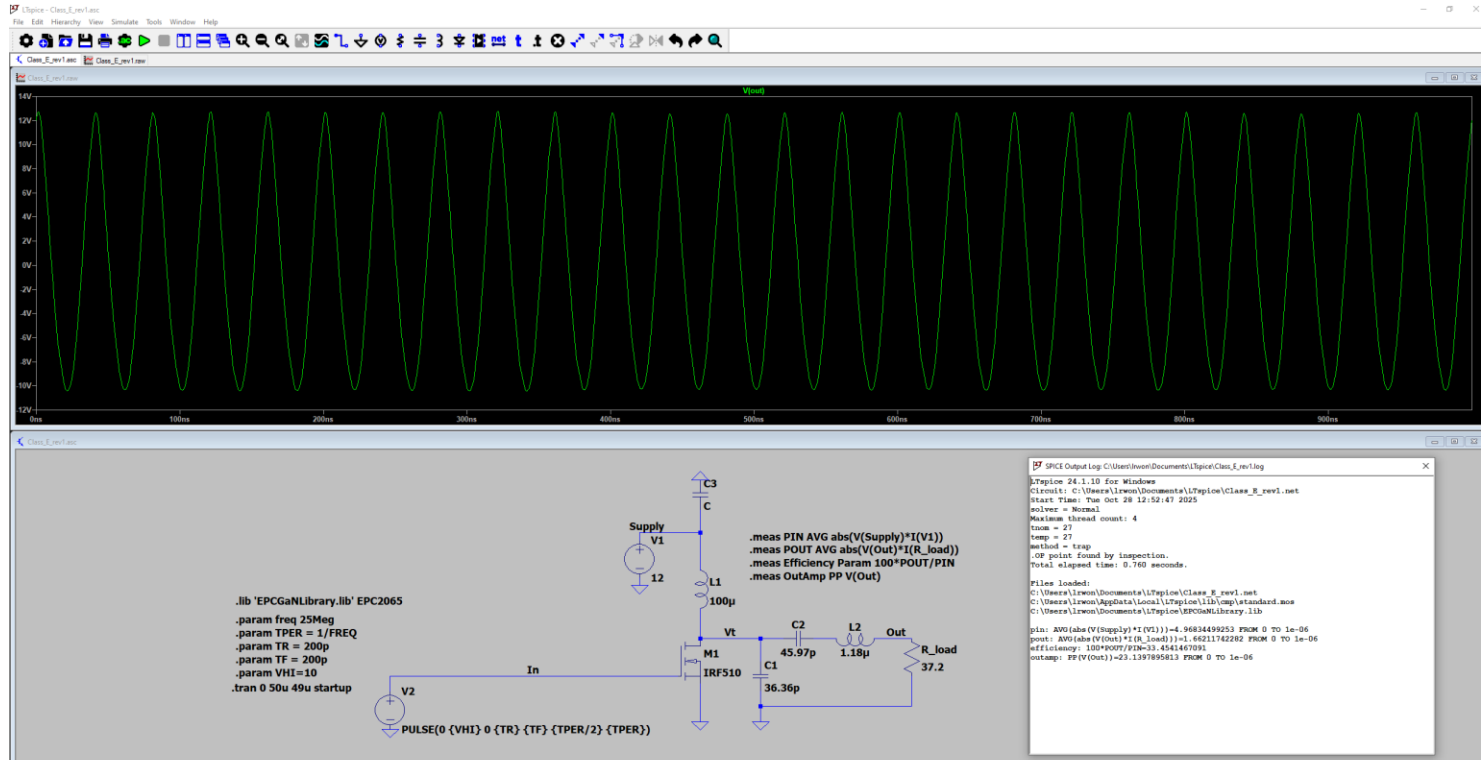 LTspice - Class_E_rev1.asc
File Edit Hierarchy View Simulate Tools Window Help
Class_E_rev1.asc Class_E_rev1.raw
Class_E_rev1.raw
V(out)
14V
12V
10V
8V
6V
4V
2V
0V
-2V
-4V
-6V
-8V
-10V
-12V
0ns 100ns 200ns 300ns 400ns 500ns 600ns 700ns 800ns 900ns
Class_E_rev1.asc
C3
C
Supply
V1
12
L1
100µ
.meas PIN AVG abs(V(Supply)*I(V1))
.meas POUT AVG abs(V(Out)*I(R_load))
.meas Efficiency Param 100*POUT/PIN
.meas OutAmp PP V(Out)
.lib 'EPCGaNLibrary.lib' EPC2065
.param freq 25Meg
.param TPER = 1/FREQ
.param TR = 200p
.param TF = 200p
.param VHI=10
.tran 0 50u 49u startup
In
V2
PULSE(0 {VHI} 0 {TR} {TF} {TPER/2} {TPER})
Vt
M1
IRF510
C1
36.36p
C2
45.97p
L2
1.18µ
Out
R_load
37.2
SPICE Output Log: C:\Users\lrwon\Documents\LTspice\Class_E_rev1.log
LTspice 24.1.10 for Windows
Circuit: C:\Users\lrwon\Documents\LTspice\Class_E_rev1.net
Start Time: Tue Oct 28 12:52:47 2025
solver = Normal
Maximum thread count: 4
tnom = 27
temp = 27
method = trap
.OP point found by inspection.
Total elapsed time: 0.760 seconds.
Files loaded:
C:\Users\lrwon\Documents\LTspice\Class_E_rev1.net
C:\Users\lrwon\AppData\Local\LTspice\lib\cmp\standard.mos
C:\Users\lrwon\Documents\LTspice\EPCGaNLibrary.lib
pin: AVG(abs(V(Supply)*I(V1)))=4.96834499253 FROM 0 TO 1e-06
pout: AVG(abs(V(Out)*I(R_load)))=1.66211742282 FROM 0 TO 1e-06
efficiency: 100*POUT/PIN=33.4541467091
outamp: PP(V(Out))=23.1397895813 FROM 0 TO 1e-06